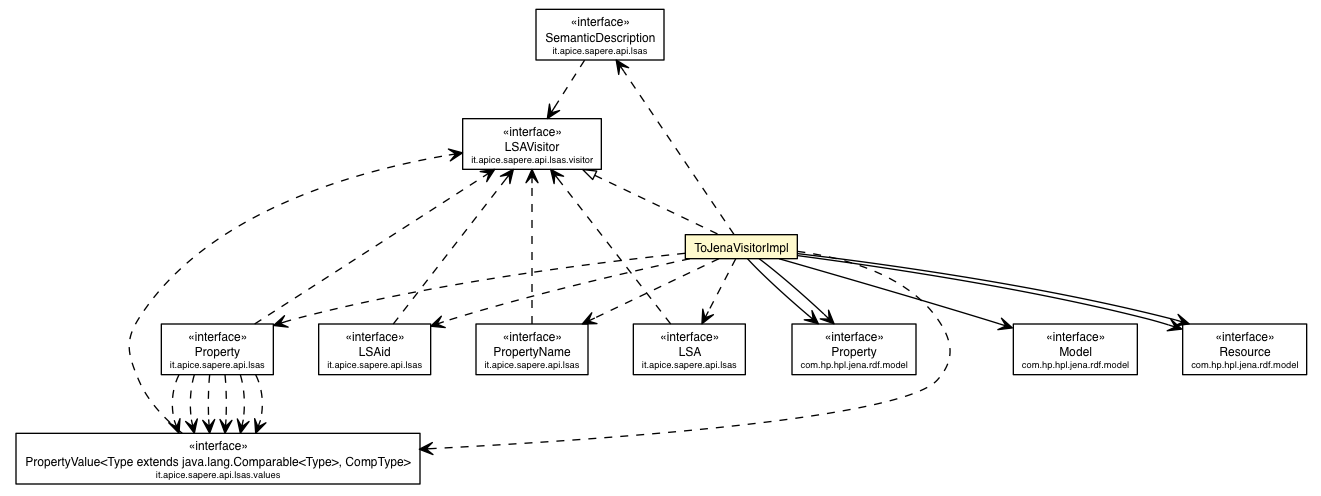 «interface»
SemanticDescription
it.apice.sapere.api.lsas
«interface»
LSAVisitor
it.apice.sapere.api.lsas.visitor
ToJenaVisitorImpl
«interface»
Property
it.apice.sapere.api.lsas
«interface»
LSAid
it.apice.sapere.api.lsas
«interface»
PropertyName
it.apice.sapere.api.lsas
«interface»
LSA
it.apice.sapere.api.lsas
«interface»
Property
com.hp.hpl.jena.rdf.model
«interface»
Model
com.hp.hpl.jena.rdf.model
«interface»
Resource
com.hp.hpl.jena.rdf.model
«interface»
PropertyValue<Type extends java.lang.Comparable<Type>, CompType>
it.apice.sapere.api.lsas.values